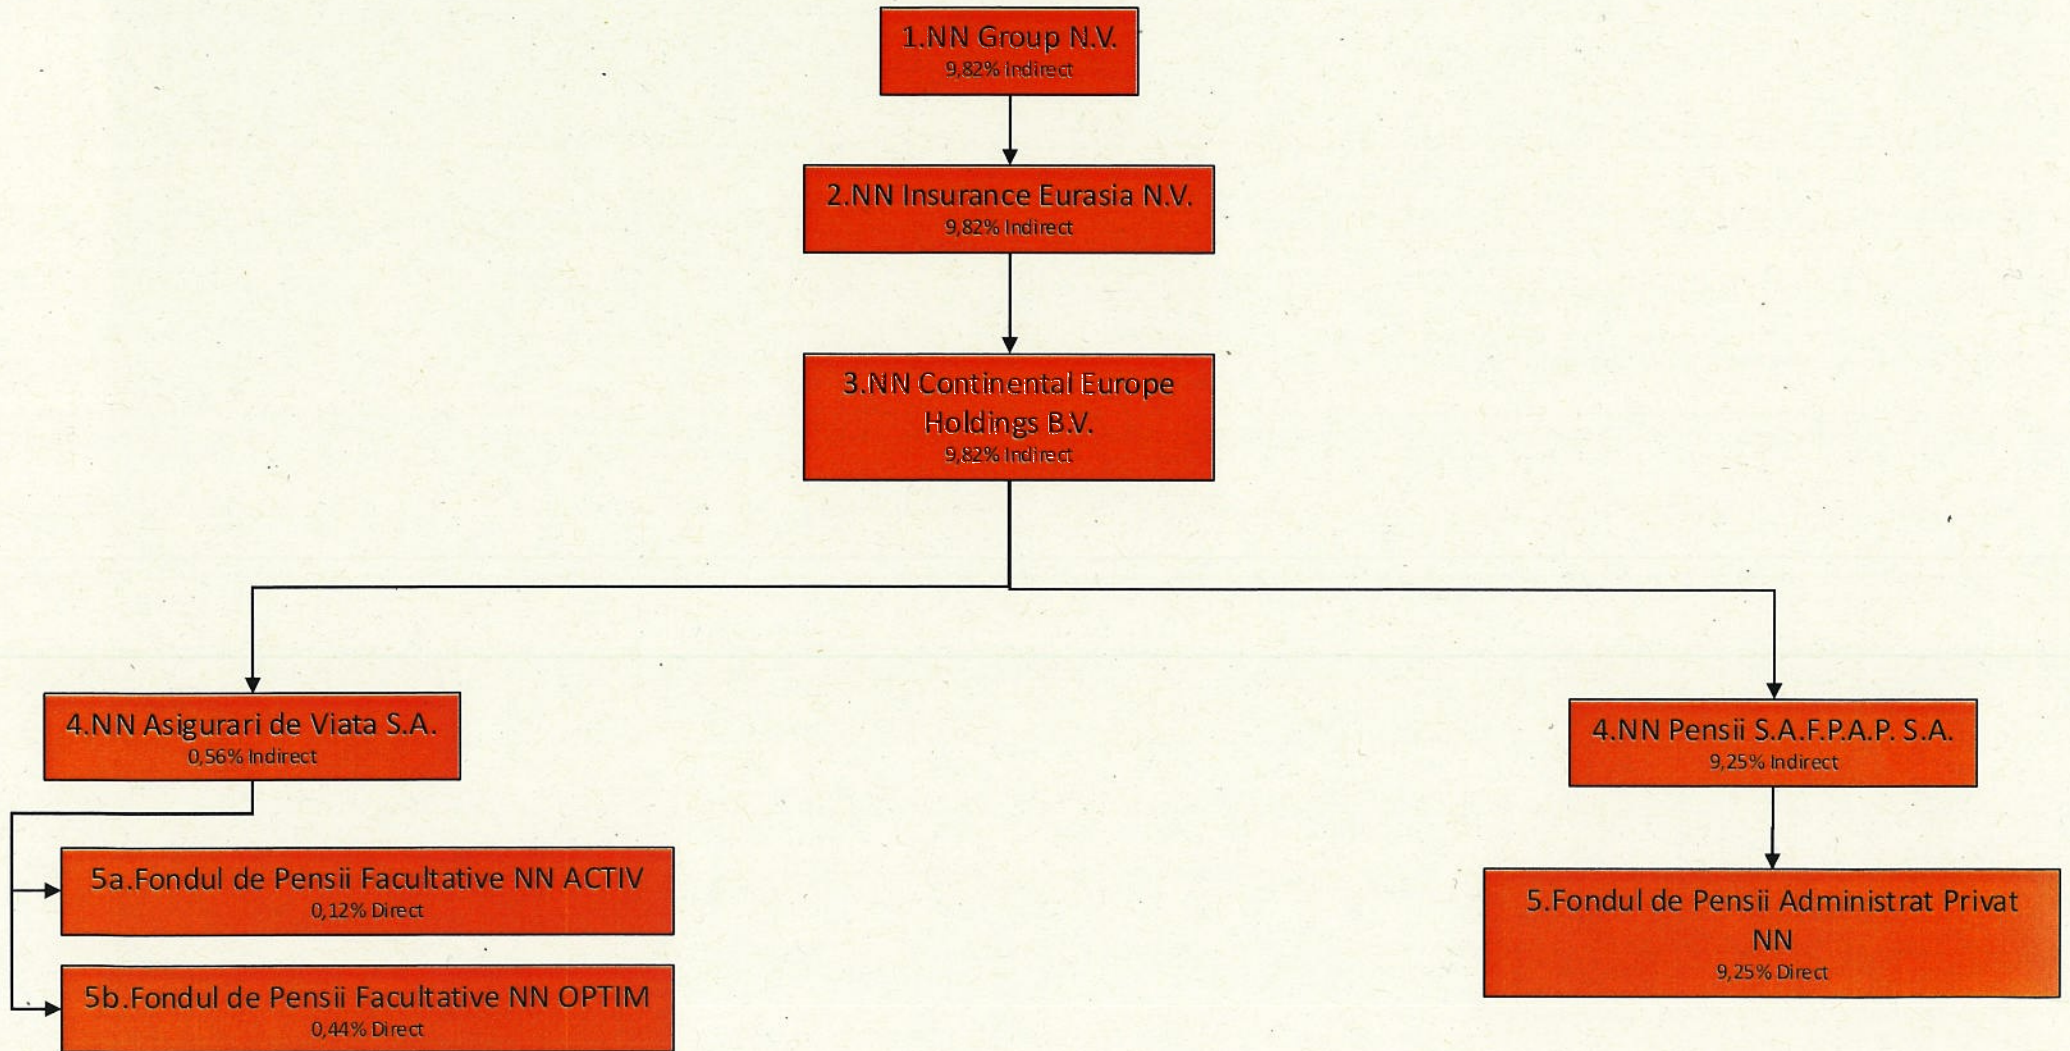 1.NN Group N.V.
9,82% Indirect
2.NN Insurance Eurasia N.V.
9,82% Indirect
3.NN Continental Europe
Holdings B.V.
9,82% Indirect
4.NN Asigurari de Viata S.A.
0,56% Indirect
5a.Fondul de Pensii Facultative NN ACTIV
0,12% Direct
5b.Fondul de Pensii Facultative NN OPTIM
0,44% Direct
4.NN Pensii S.A.F.P.A.P. S.A.
9,25% Indirect
5.Fondul de Pensii Administrat Privat
NN
9,25% Direct